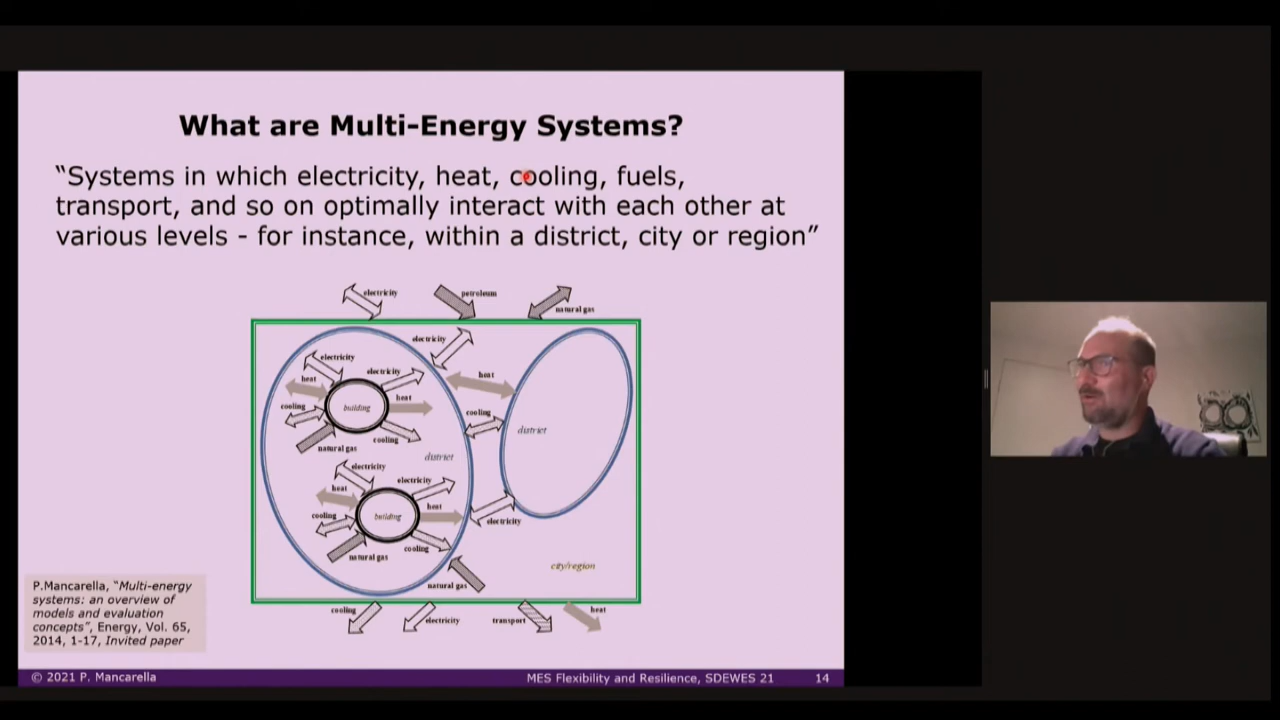 What are Multi-Energy Systems?
“Systems in which electricity, heat, cooling, fuels,
transport, and so on optimally interact with each other at
various levels - for instance, within a district, city or region”
electricity
petroleum
natural gas
electricity
electricity
electricity
heat
heat
heat
cooling
cooling
building
cooling
natural gas
district
district
electricity
electricity
heat
heat
cooling
building
electricity
cooling
natural gas
city/region
natural gas
cooling
electricity
transport
heat
P.Mancarella, “Multi-energy
systems: an overview of
models and evaluation
concepts”, Energy, Vol. 65,
2014, 1-17, Invited paper
© 2021 P. Mancarella
MES Flexibility and Resilience, SDEWES 21
14